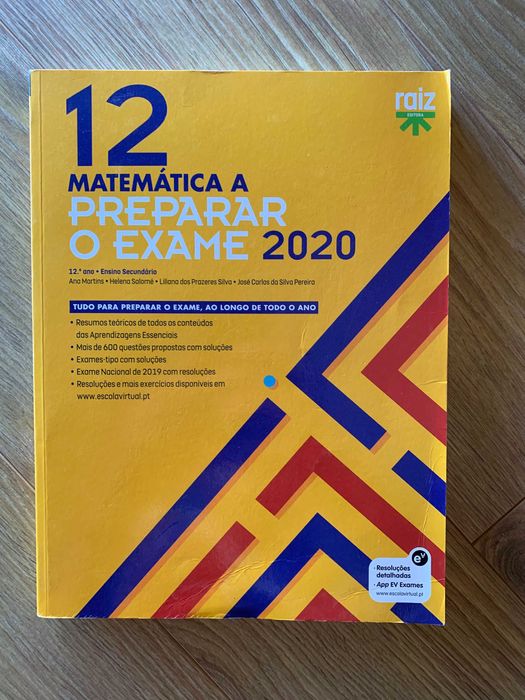 12
raiz
EDITORA
MATEMÁTICA A
PREPARAR
O EXAME 2020
12.º ano • Ensino Secundário
Ana Martins • Helena Salomé • Liliana dos Prazeres Silva • José Carlos da Silva Pereira
TUDO PARA PREPARAR O EXAME, AO LONGO DE TODO O ANO
• Resumos teóricos de todos os conteúdos
das Aprendizagens Essenciais
• Mais de 600 questões propostas com soluções
• Exames-tipo com soluções
• Exame Nacional de 2019 com resoluções
• Resoluções e mais exercícios disponíveis em
www.escolavirtual.pt
ev
· Resoluções
detalhadas
· App EV Exames
www.escolavirtual.pt